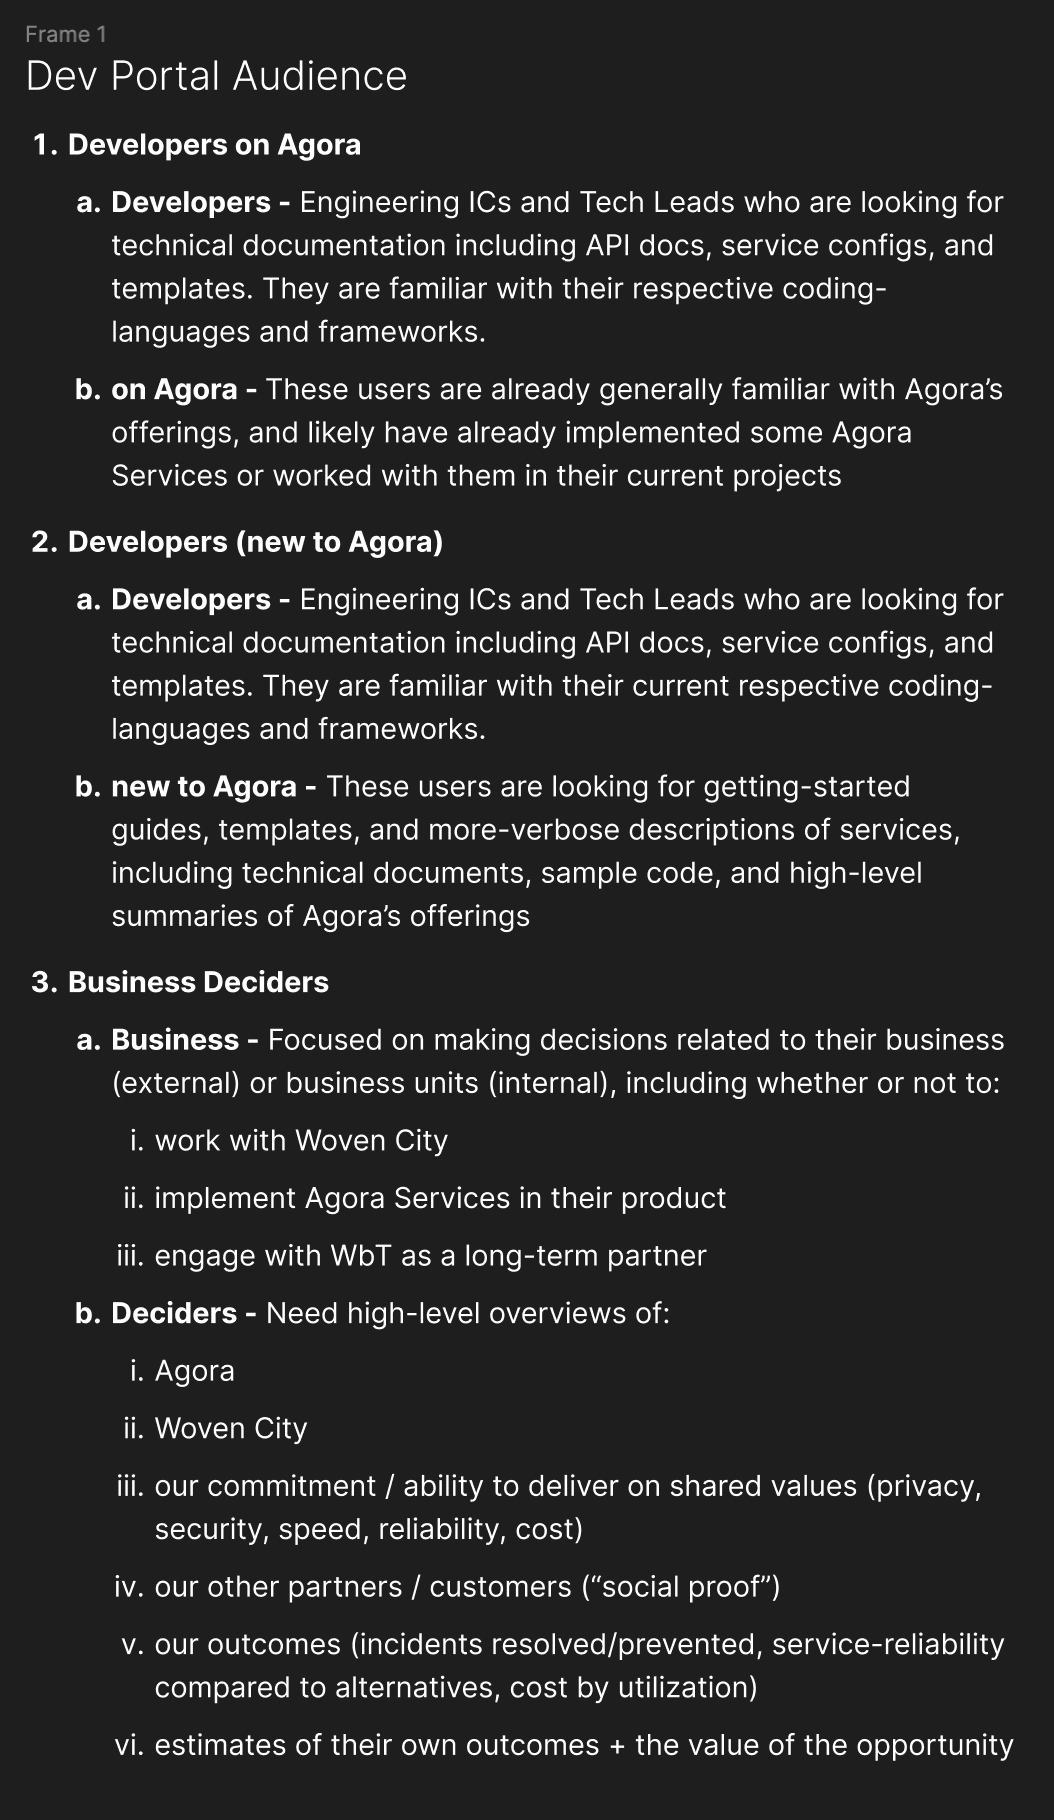 Frame 1
Dev Portal Audience
1. Developers on Agora
a. Developers - Engineering ICs and Tech Leads who are looking for
technical documentation including API docs, service configs, and
templates. They are familiar with their respective coding-
languages and frameworks.
b. on Agora - These users are already generally familiar with Agora’s
offerings, and likely have already implemented some Agora
Services or worked with them in their current projects
2. Developers (new to Agora)
a. Developers - Engineering ICs and Tech Leads who are looking for
technical documentation including API docs, service configs, and
templates. They are familiar with their current respective coding-
languages and frameworks.
b. new to Agora - These users are looking for getting-started
guides, templates, and more-verbose descriptions of services,
including technical documents, sample code, and high-level
summaries of Agora’s offerings
3. Business Deciders
a. Business - Focused on making decisions related to their business
(external) or business units (internal), including whether or not to:
i. work with Woven City
ii. implement Agora Services in their product
iii. engage with WbT as a long-term partner
b. Deciders - Need high-level overviews of:
i. Agora
ii. Woven City
iii. our commitment / ability to deliver on shared values (privacy,
security, speed, reliability, cost)
iv. our other partners / customers (“social proof”)
v. our outcomes (incidents resolved/prevented, service-reliability
compared to alternatives, cost by utilization)
vi. estimates of their own outcomes + the value of the opportunity